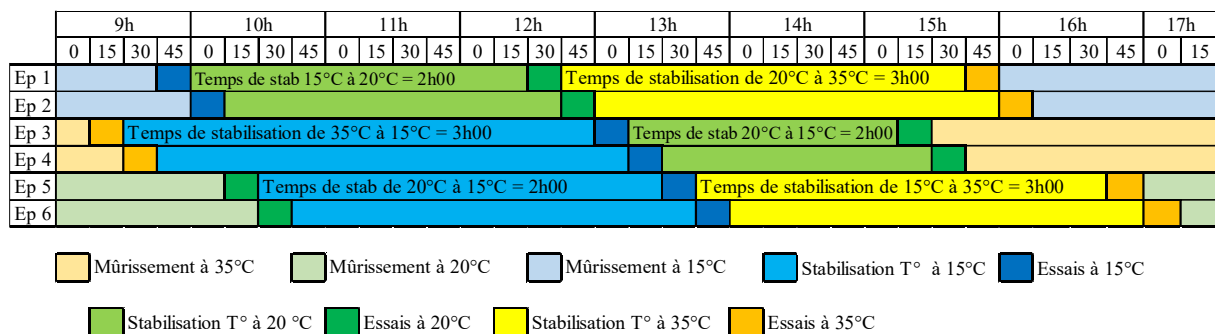 9h 10h 11h 12h 13h 14h 15h 16h 17h
0 15 30 45 0 15 30 45 0 15 30 45 0 15 30 45 0 15 30 45 0 15 30 45 0 15 30 45 0 15 30 45 0 15
Ep 1 Temps de stab 15°C à 20°C = 2h00 Temps de stabilisation de 20°C à 35°C = 3h00
Ep 2
Ep 3 Temps de stabilisation de 35°C à 15°C = 3h00 Temps de stab 20°C à 15°C = 2h00
Ep 4
Ep 5 Temps de stab de 20°C à 15°C = 2h00 Temps de stabilisation de 15°C à 35°C = 3h00
Ep 6
Mûrissement à 35°C Mûrissement à 20°C Mûrissement à 15°C Stabilisation T° à 15°C Essais à 15°C
Stabilisation T° à 20 °C Essais à 20°C Stabilisation T° à 35°C Essais à 35°C